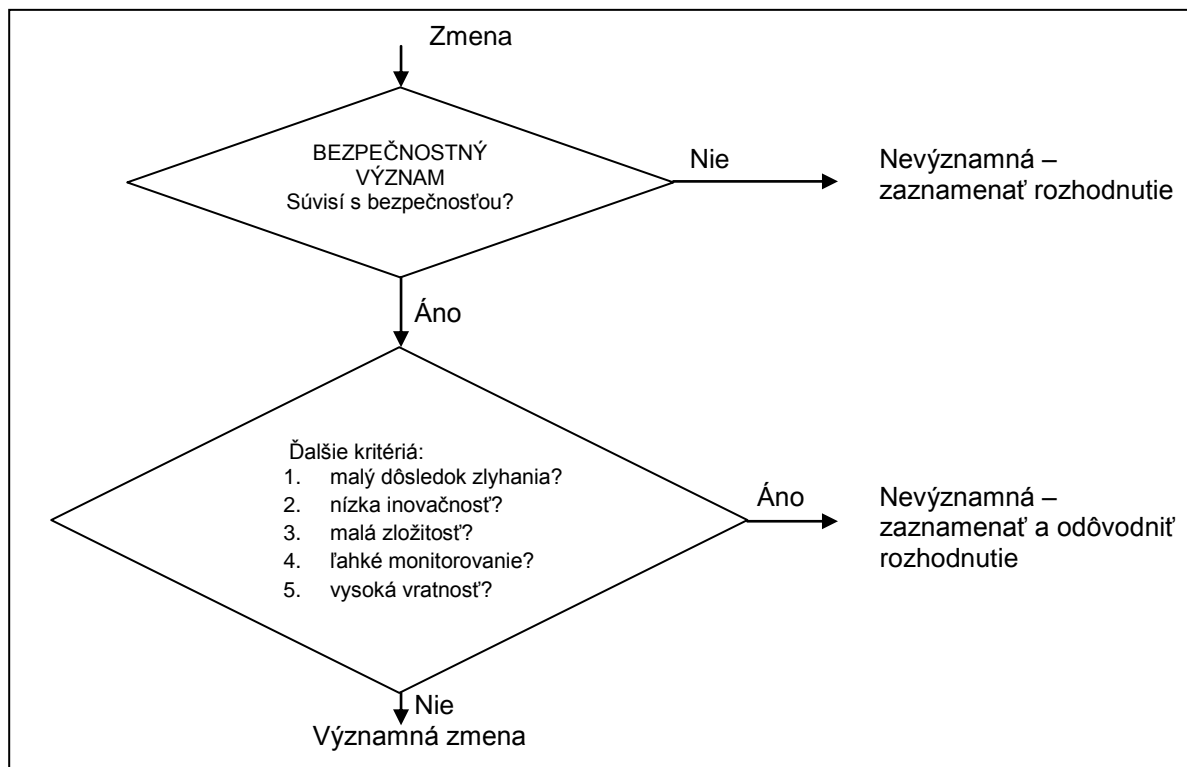 Zmena
BEZPEČNOSTNÝ
VÝZNAM
Súvisí s bezpečnosťou?
Nie
Nevýznamná –
zaznamenať rozhodnutie
Áno
Ďalšie kritériá:
1. malý dôsledok zlyhania?
2. nízka inovačnosť?
3. malá zložitosť?
4. ľahké monitorovanie?
5. vysoká vratnosť?
Áno
Nevýznamná –
zaznamenať a odôvodniť
rozhodnutie
Nie
Významná zmena